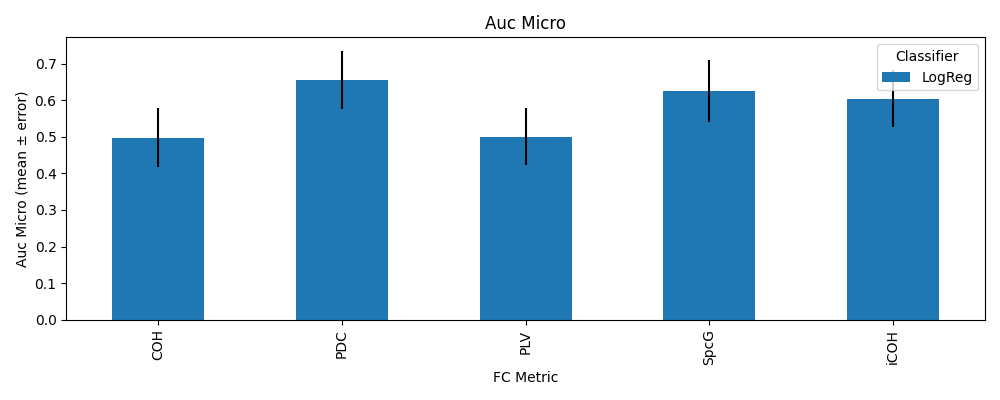 Auc Micro
Auc Micro (mean ± error)
0.7
0.6
0.5
0.4
0.3
0.2
0.1
0.0
Classifier
LogReg
COH
PDC
PLV
SpcG
iCOH
FC Metric